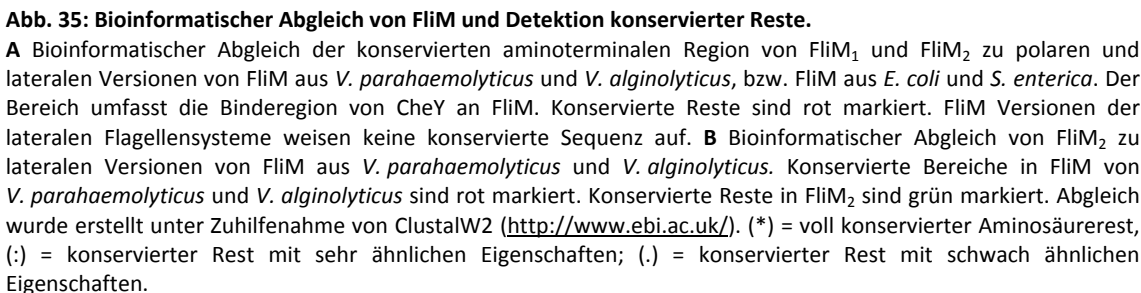 Abb. 35: Bioinformatischer Abgleich von FliM und Detektion konservierter Reste.
A Bioinformatischer Abgleich der konservierten aminoterminalen Region von FliM₁ und FliM₂ zu polaren und
lateralen Versionen von FliM aus V. parahaemolyticus und V. alginolyticus, bzw. FliM aus E. coli und S. enterica. Der
Bereich umfasst die Binderegion von CheY an FliM. Konservierte Reste sind rot markiert. FliM Versionen der
lateralen Flagellensysteme weisen keine konservierte Sequenz auf. B Bioinformatischer Abgleich von FliM₂ zu
lateralen Versionen von FliM aus V. parahaemolyticus und V. alginolyticus. Konservierte Bereiche in FliM von
V. parahaemolyticus und V. alginolyticus sind rot markiert. Konservierte Reste in FliM₂ sind grün markiert. Abgleich
wurde erstellt unter Zuhilfenahme von ClustalW2 (http://www.ebi.ac.uk/). (*) = voll konservierter Aminosäurerest,
(:) = konservierter Rest mit sehr ähnlichen Eigenschaften; (.) = konservierter Rest mit schwach ähnlichen
Eigenschaften.